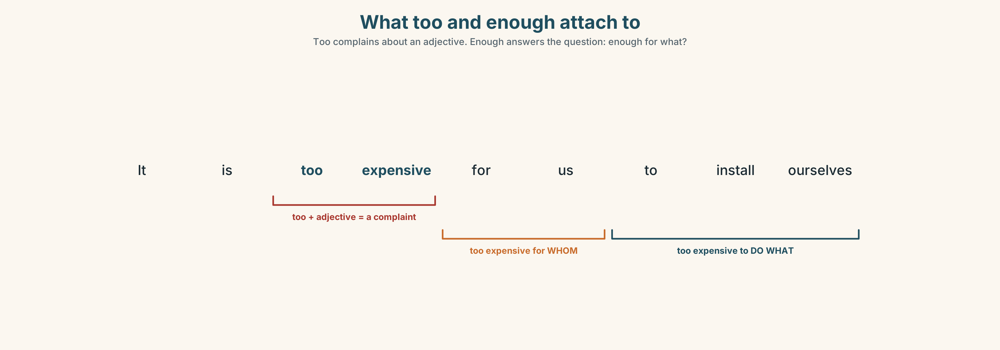 What too and enough attach to
Too complains about an adjective. Enough answers the question: enough for what?
It is too expensive for us to install ourselves
too + adjective = a complaint
too expensive for WHOM too expensive to DO WHAT